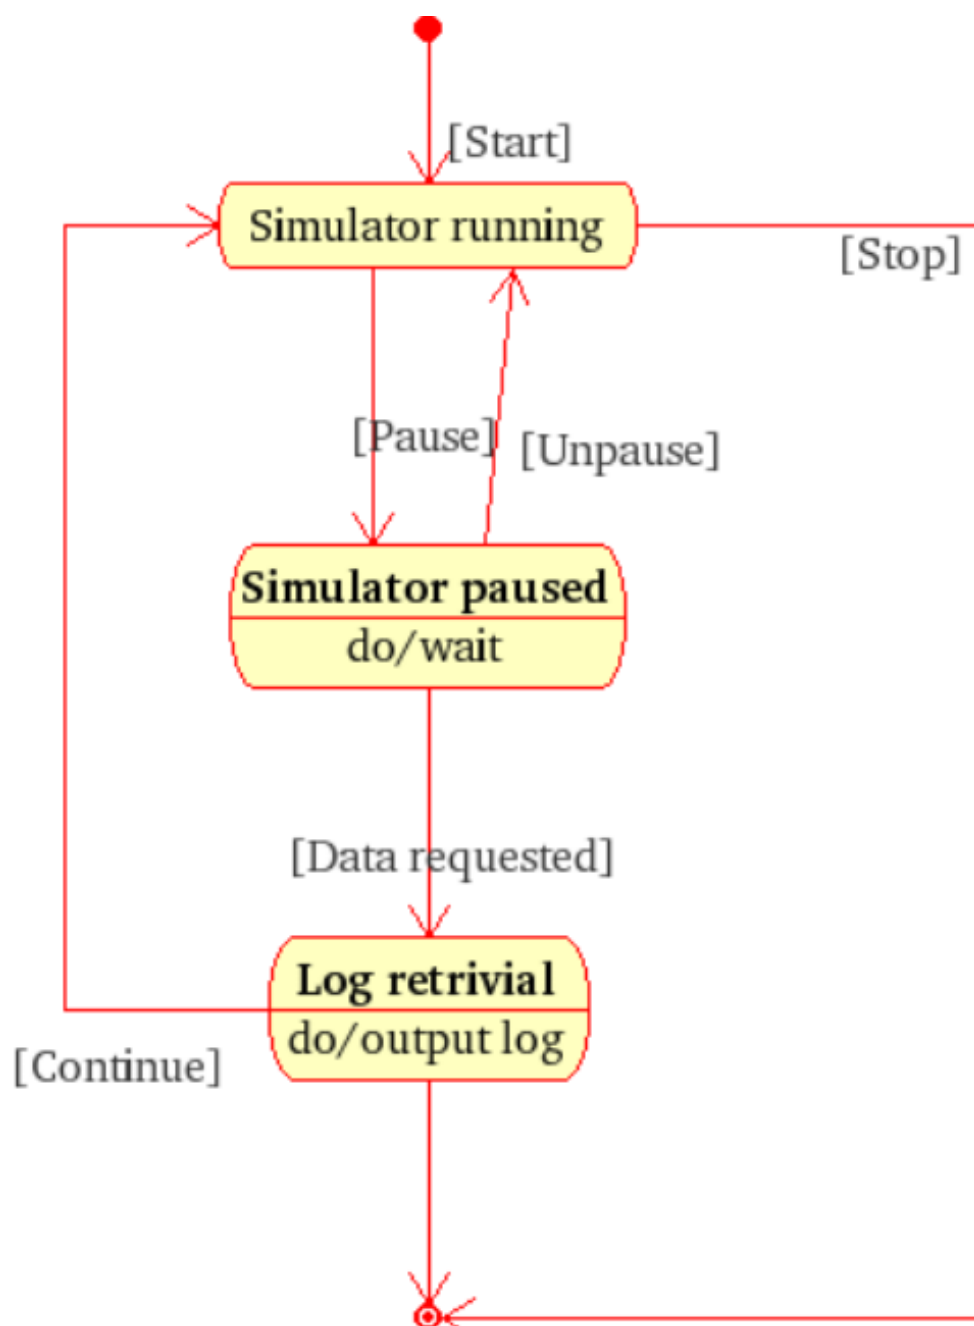 [Start]
Simulator running
[Stop]
[Pause]
[Unpause]
Simulator paused
do/wait
[Data requested]
Log retrivial
do/output log
[Continue]